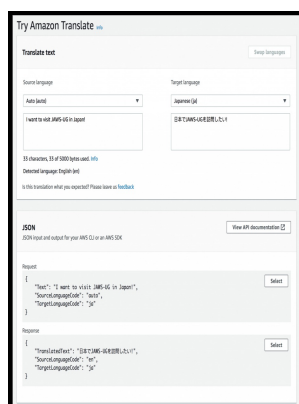 Try Amazon Translate Info
Translate text
Swap languages
Source language
Target language
Auto (auto)
Japanese (ja)
I want to visit JAWS-UG in Japan!
日本でJAWS-UGを訪問したい!
33 characters, 33 of 5000 bytes used. Info
Detected language: English (en)
Is this translation what you expected? Please leave us feedback
JSON
JSON input and output for your AWS CLI or an AWS SDK
View API documentation
Request
{
"Text": "I want to visit JAWS-UG in Japan!",
"SourceLanguageCode": "auto",
"TargetLanguageCode": "ja"
}
Select
Response
{
"TranslatedText": "日本でJAWS-UGを訪問したい!",
"SourceLanguageCode": "en",
"TargetLanguageCode": "ja"
}
Select